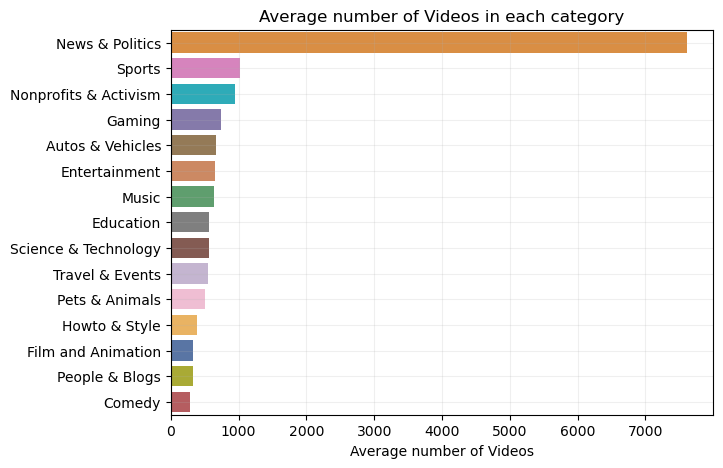 Average number of Videos in each category
News & Politics
Sports
Nonprofits & Activism
Gaming
Autos & Vehicles
Entertainment
Music
Education
Science & Technology
Travel & Events
Pets & Animals
Howto & Style
Film and Animation
People & Blogs
Comedy
0 1000 2000 3000 4000 5000 6000 7000
Average number of Videos